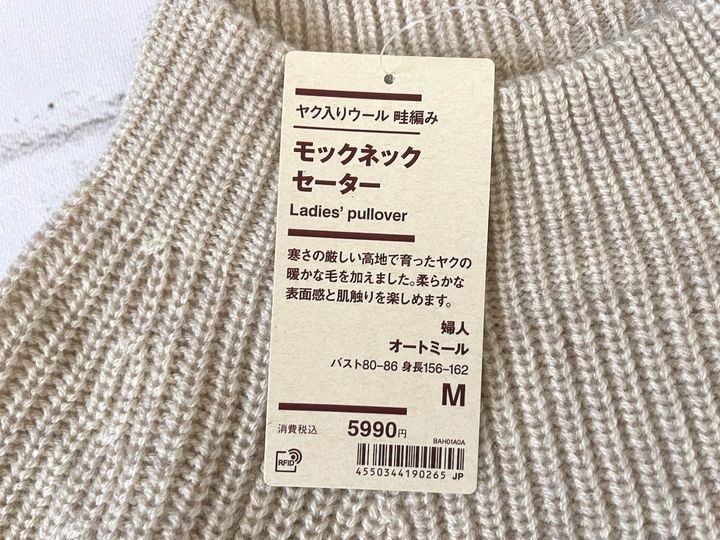 ヤク入りウール 畦編み
モックネック
セーター
Ladies' pullover
寒さの厳しい高地で育ったヤクの
暖かな毛を加えました。柔らかな
表面感と肌触りを楽しめます。
婦人
オートミール
バスト80–86 身長156–162
M
消費税込 5990円
BAH01A0A
RFID
4550344190265 JP